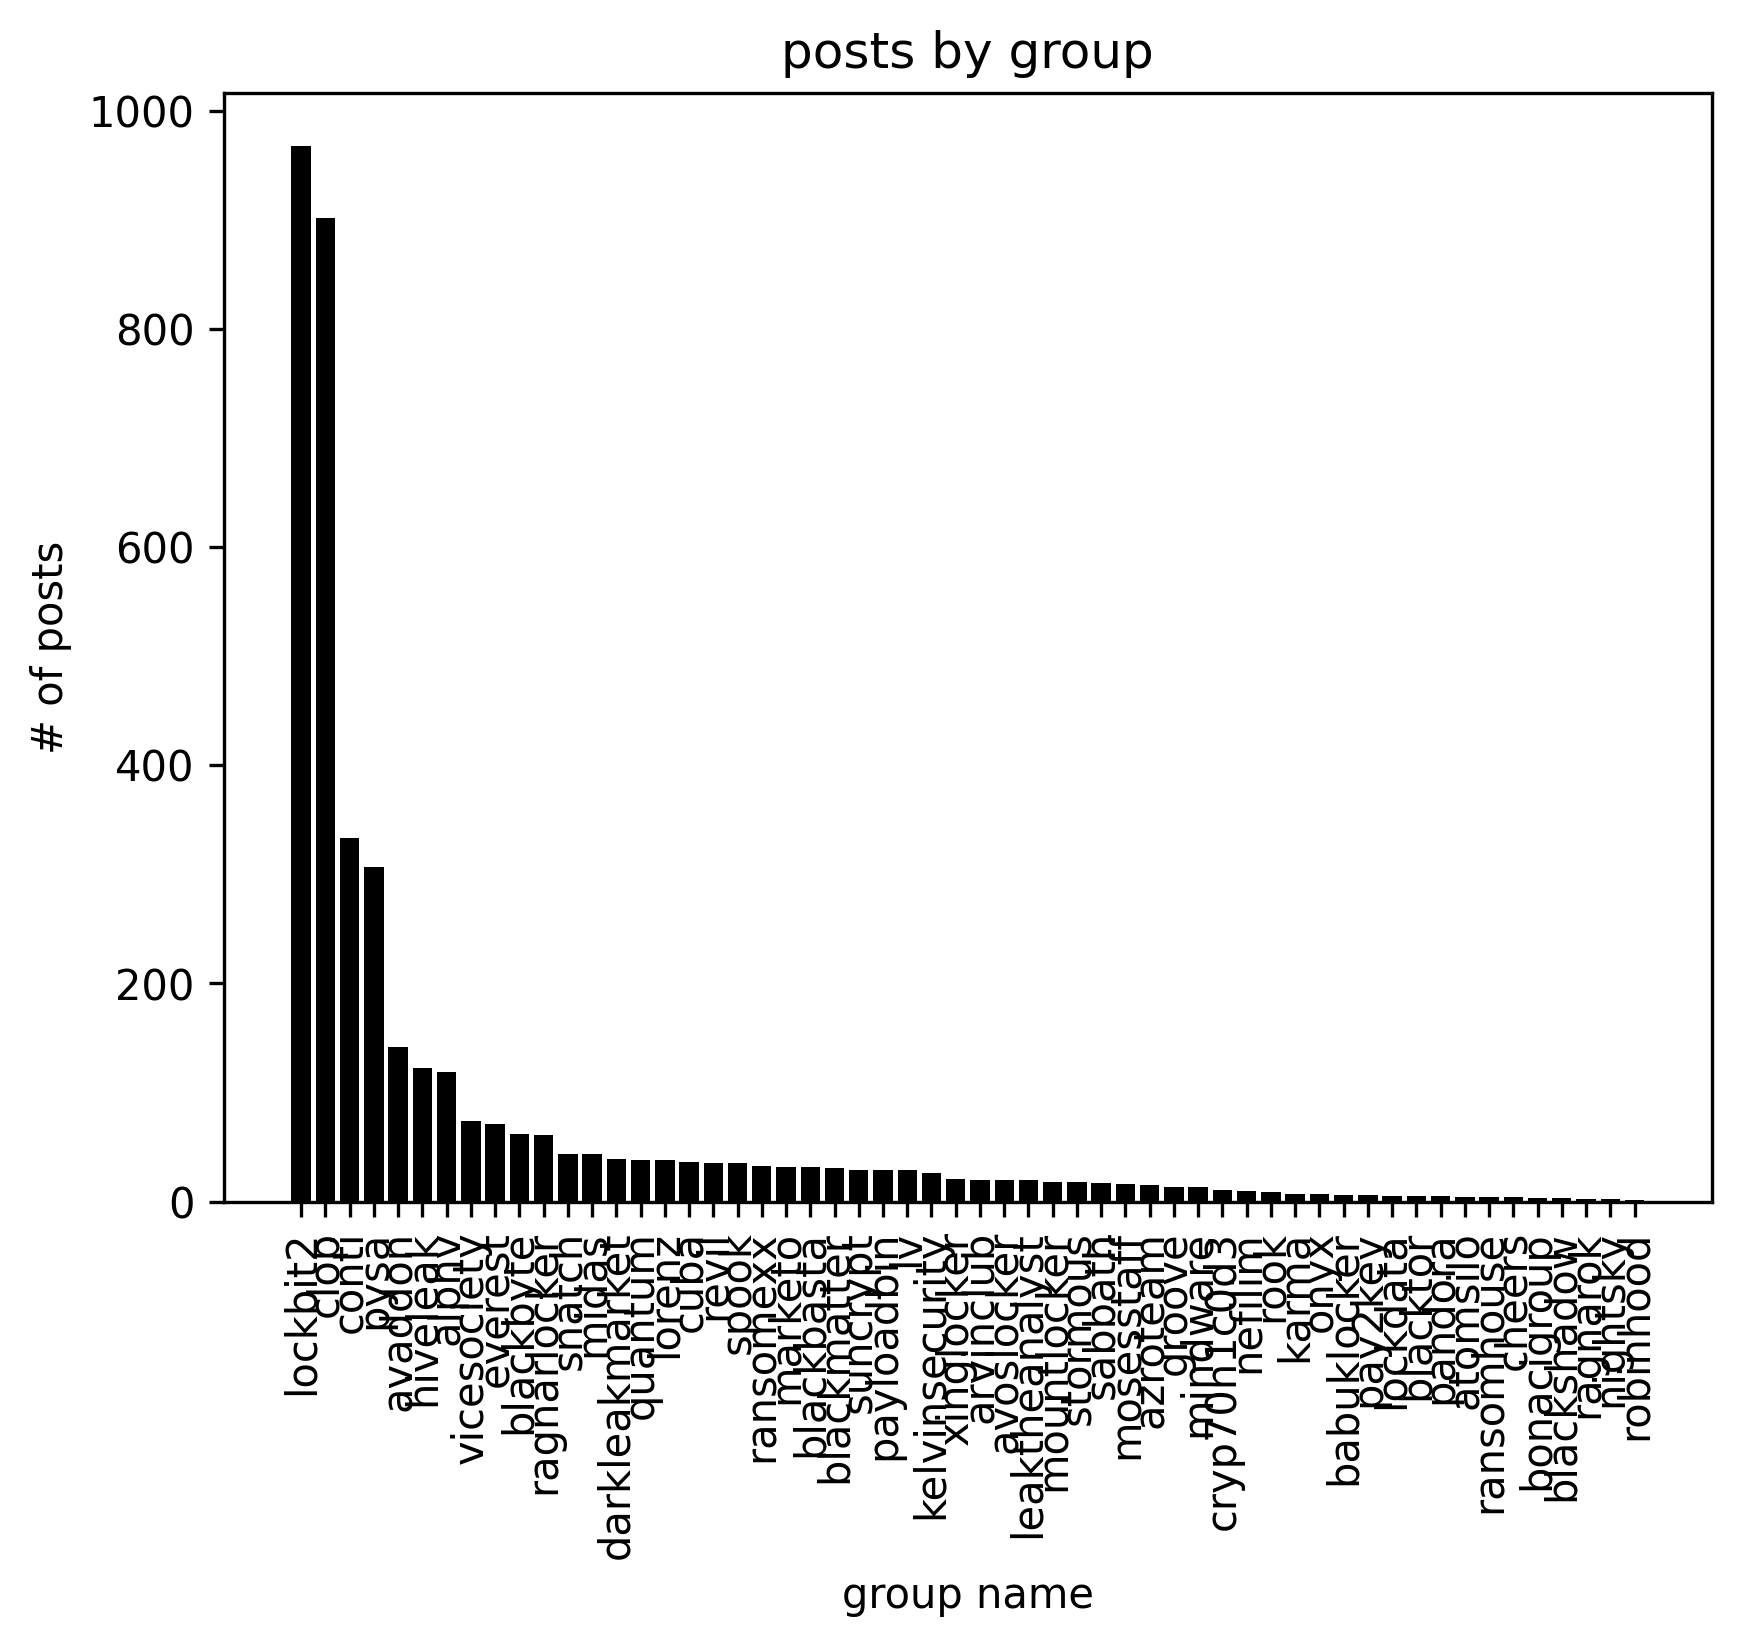 posts by group
1000
800
600
400
200
0
# of posts
lockbit2
clop
conti
pysa
avaddon
hiveleak
alphv
vicesociety
everest
blackbyte
ragnarlocker
snatch
midas
darkleakmarket
quantum
lorenz
cuba
revil
spook
ransomexx
marketo
blackbasta
blackmatter
suncrypt
payloadbin
lv
kelvinsecurity
xinglocker
arvinclub
avoslocker
leaktheanalyst
mountlocker
stormous
sabbath
mosesstaff
azroteam
groove
mindware
cryp70n1c0d3
nefilim
rook
karma
onyx
babuklocker
pay2key
lockdata
blacktor
pandora
atomsilo
ransomhouse
cheers
bonacigroup
blackshadow
ragnarok
nightsky
robinhood
group name